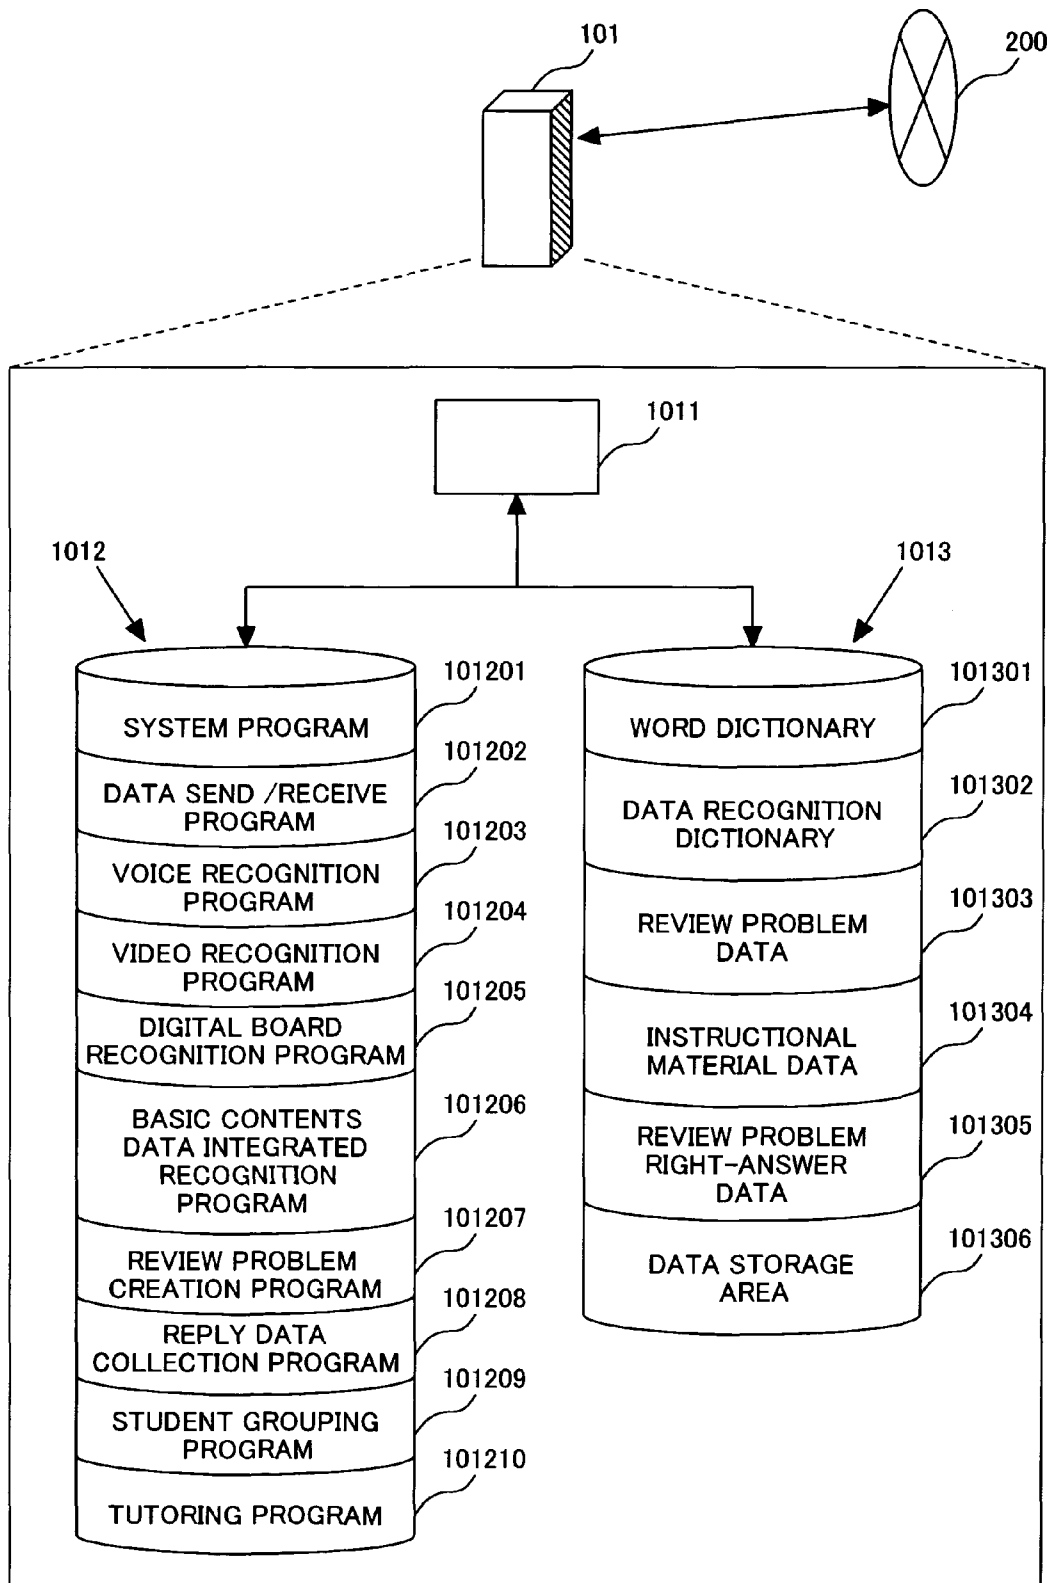 101
200
1011
1012
1013
101201
SYSTEM PROGRAM
101202
DATA SEND /RECEIVE
PROGRAM
101203
VOICE RECOGNITION
PROGRAM
101204
VIDEO RECOGNITION
PROGRAM
101205
DIGITAL BOARD
RECOGNITION PROGRAM
101206
BASIC CONTENTS
DATA INTEGRATED
RECOGNITION
PROGRAM
101207
REVIEW PROBLEM
CREATION PROGRAM
101208
REPLY DATA
COLLECTION PROGRAM
101209
STUDENT GROUPING
PROGRAM
101210
TUTORING PROGRAM
101301
WORD DICTIONARY
101302
DATA RECOGNITION
DICTIONARY
101303
REVIEW PROBLEM
DATA
101304
INSTRUCTIONAL
MATERIAL DATA
101305
REVIEW PROBLEM
RIGHT-ANSWER
DATA
101306
DATA STORAGE
AREA